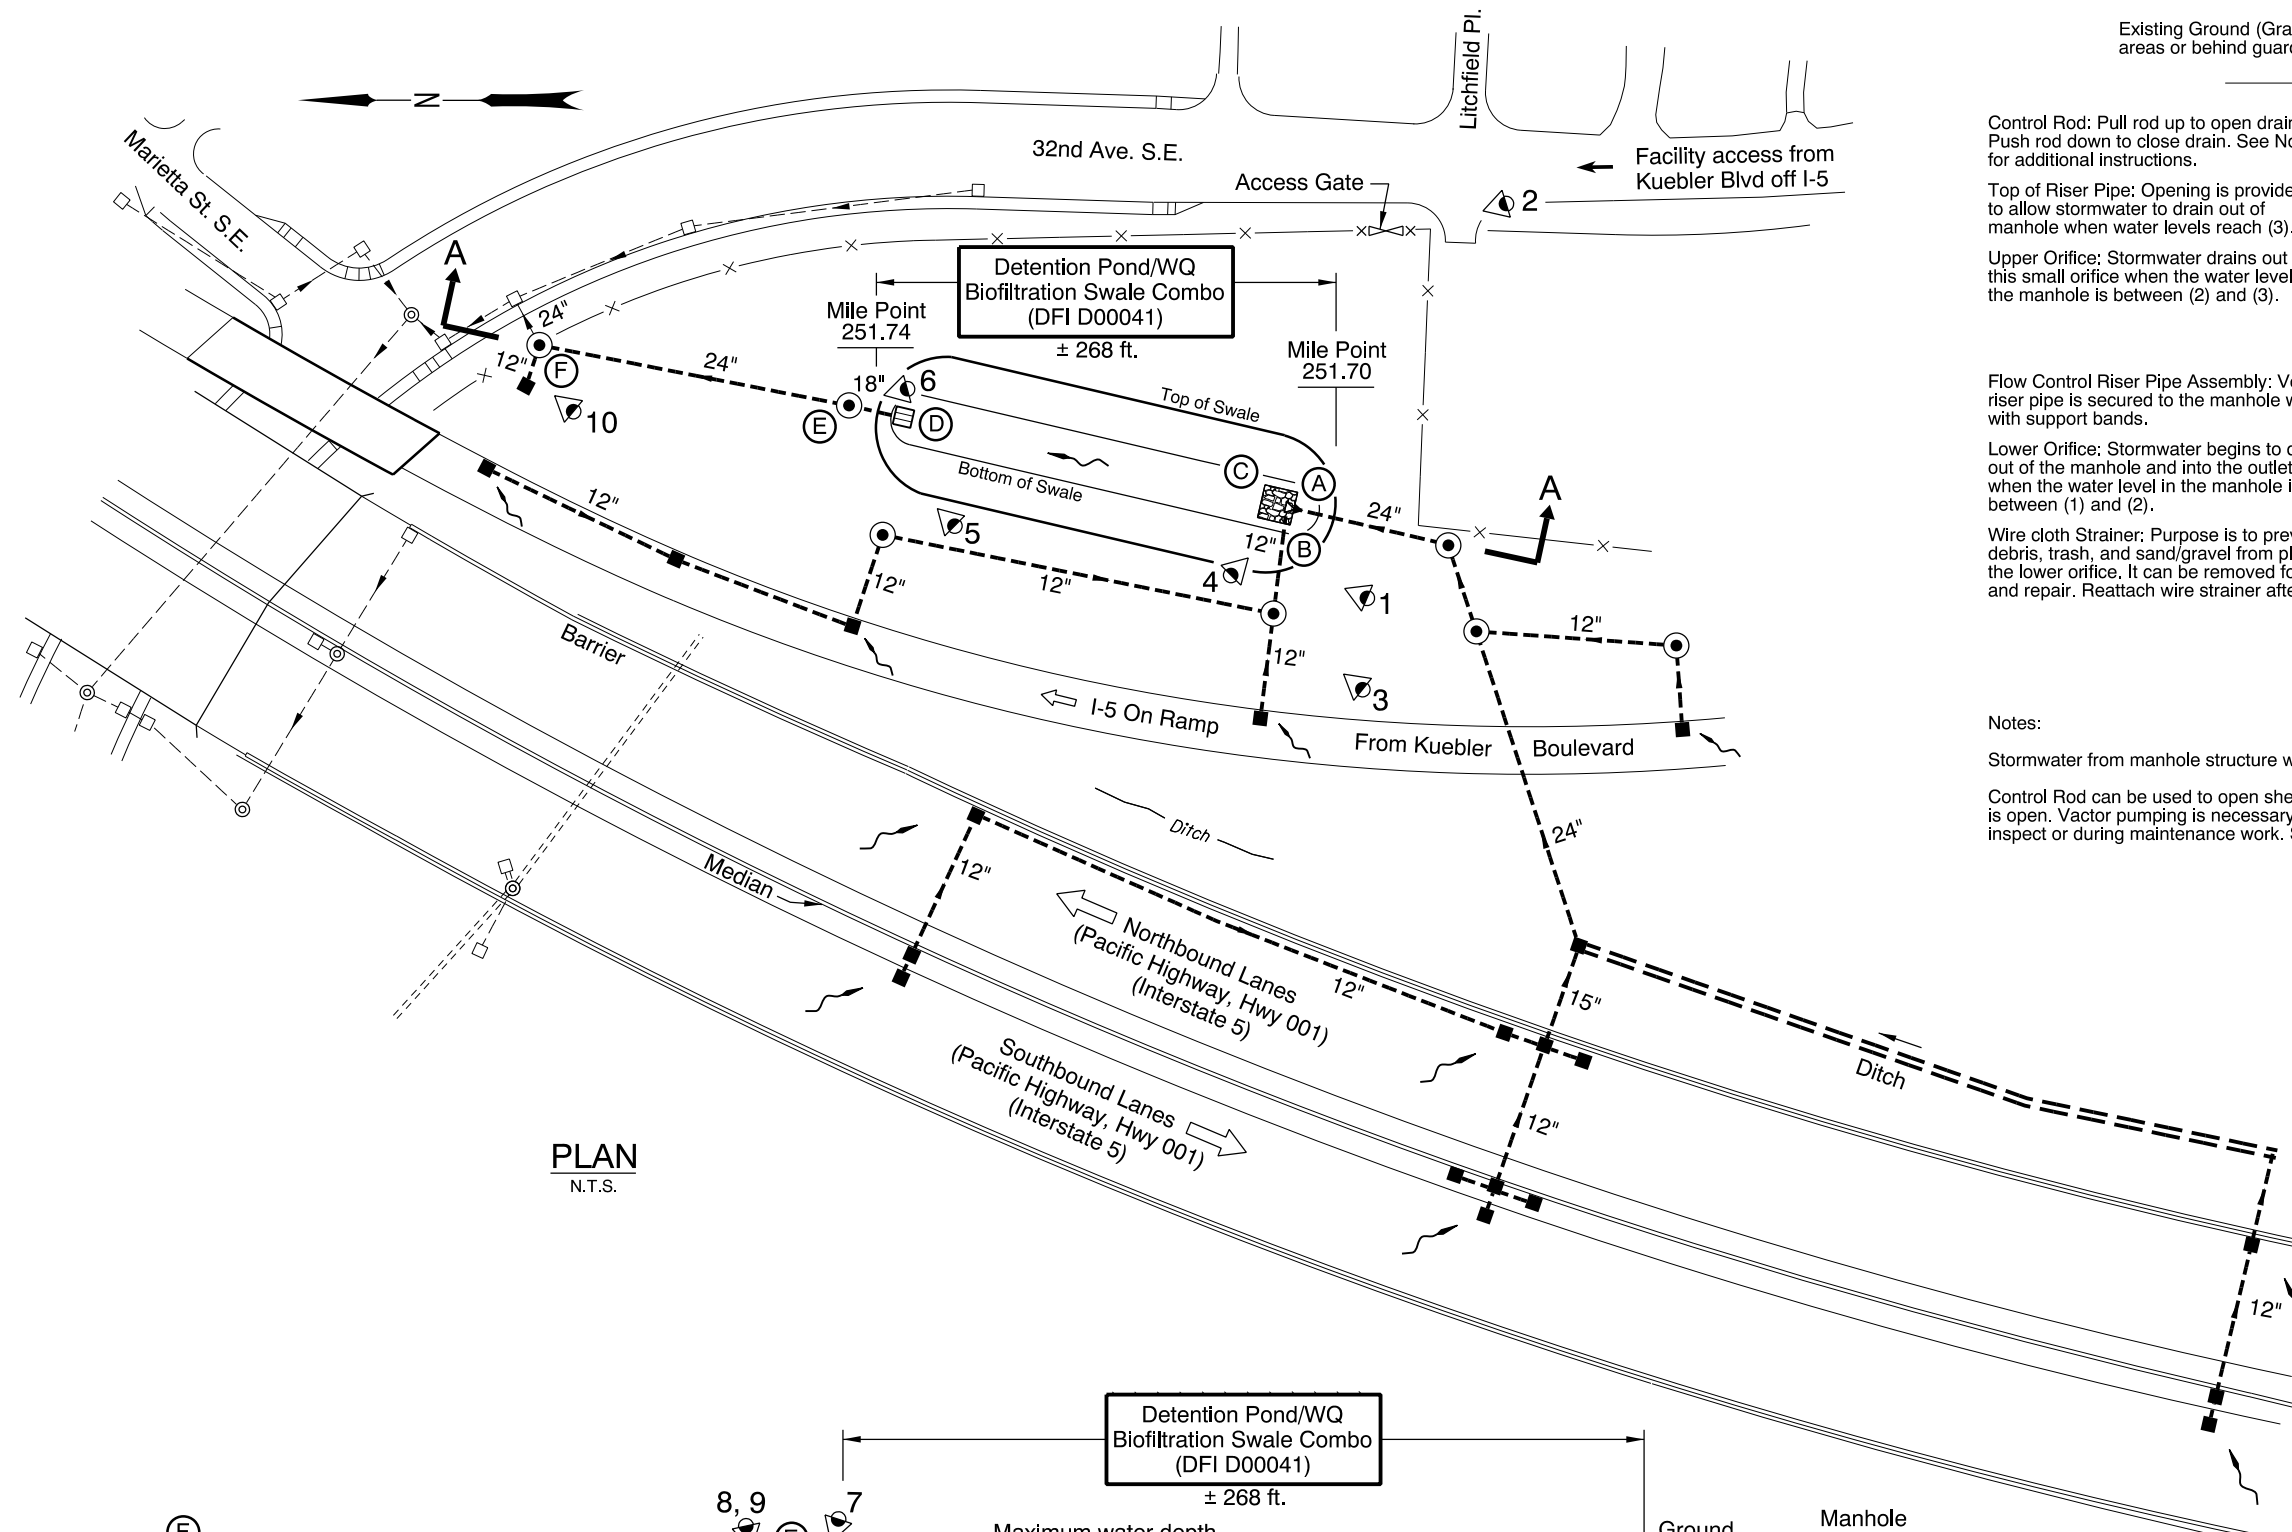 Litchfield Pl.
N
Marietta St. S.E.
32nd Ave. S.E.
Facility access from
Kuebler Blvd off I-5
Access Gate
2
A
Detention Pond/WQ
Biofiltration Swale Combo
(DFI D00041)
± 268 ft.
Mile Point
251.74
Mile Point
251.70
24"
12"
F
24"
18"
6
10
E
D
Top of Swale
Bottom of Swale
C
A
B
24"
A
12"
5
12"
12"
4
12"
1
12"
12"
3
Barrier
I-5 On Ramp
From Kuebler Boulevard
Ditch
24"
Median
12"
Northbound Lanes
(Pacific Highway, Hwy 001)
(Interstate 5)
12"
15"
Southbound Lanes
(Pacific Highway, Hwy 001)
(Interstate 5)
12"
Ditch
12"
PLAN
N.T.S.
Detention Pond/WQ
Biofiltration Swale Combo
(DFI D00041)
± 268 ft.
8, 9
7
Maximum water depth
Ground
Manhole
Existing Ground (Gra
areas or behind guar
Control Rod: Pull rod up to open drai
Push rod down to close drain. See No
for additional instructions.
Top of Riser Pipe: Opening is provide
to allow stormwater to drain out of
manhole when water levels reach (3).
Upper Orifice: Stormwater drains out
this small orifice when the water level
the manhole is between (2) and (3).
Flow Control Riser Pipe Assembly: Ve
riser pipe is secured to the manhole w
with support bands.
Lower Orifice: Stormwater begins to
out of the manhole and into the outlet
when the water level in the manhole i
between (1) and (2).
Wire cloth Strainer: Purpose is to prev
debris, trash, and sand/gravel from pl
the lower orifice. It can be removed fo
and repair. Reattach wire strainer afte
Notes:
Stormwater from manhole structure w
Control Rod can be used to open she
is open. Vactor pumping is necessary
inspect or during maintenance work.